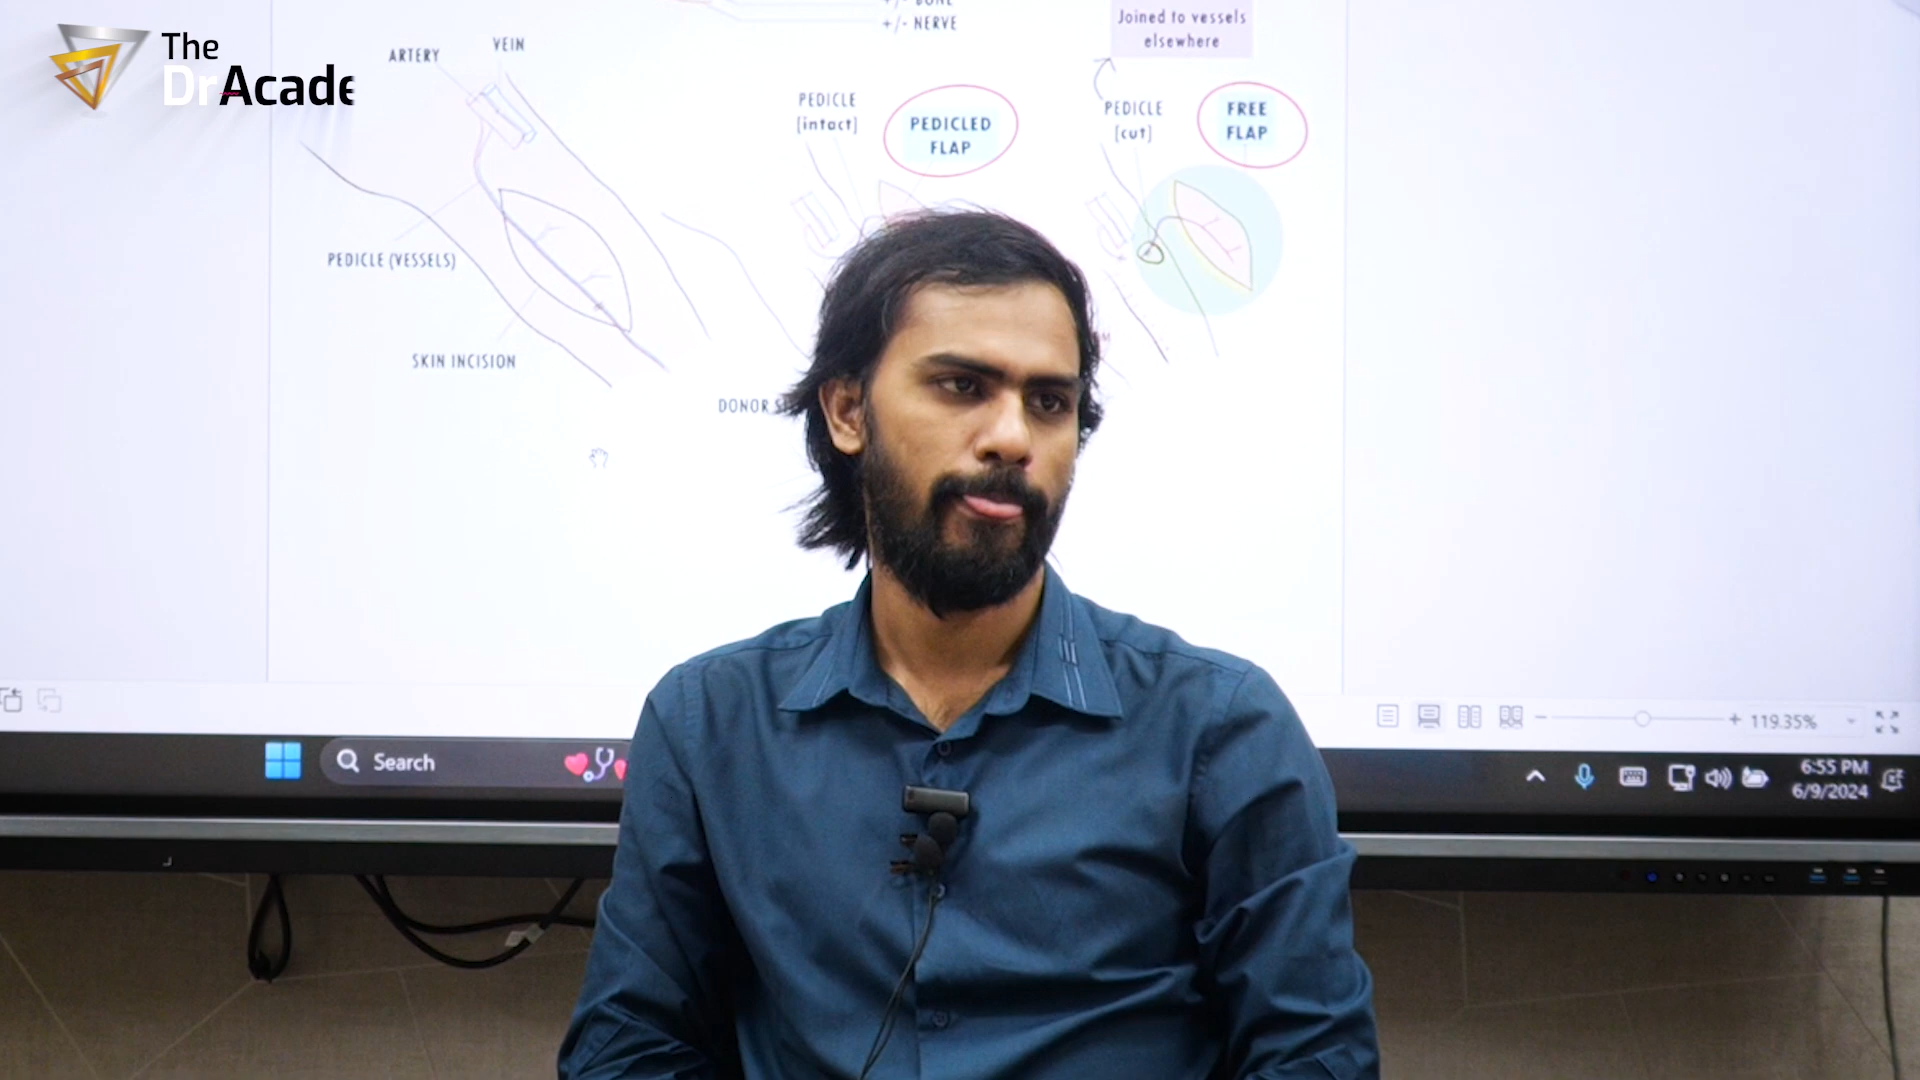 The
DrAcade
+/- BONE
+/- NERVE
Joined to vessels
elsewhere
ARTERY
VEIN
PEDICLE
[intact]
PEDICLED
FLAP
PEDICLE
[cut]
FREE
FLAP
PEDICLE (VESSELS)
SKIN INCISION
DONOR
119.35%
Search
6:55 PM
6/9/2024